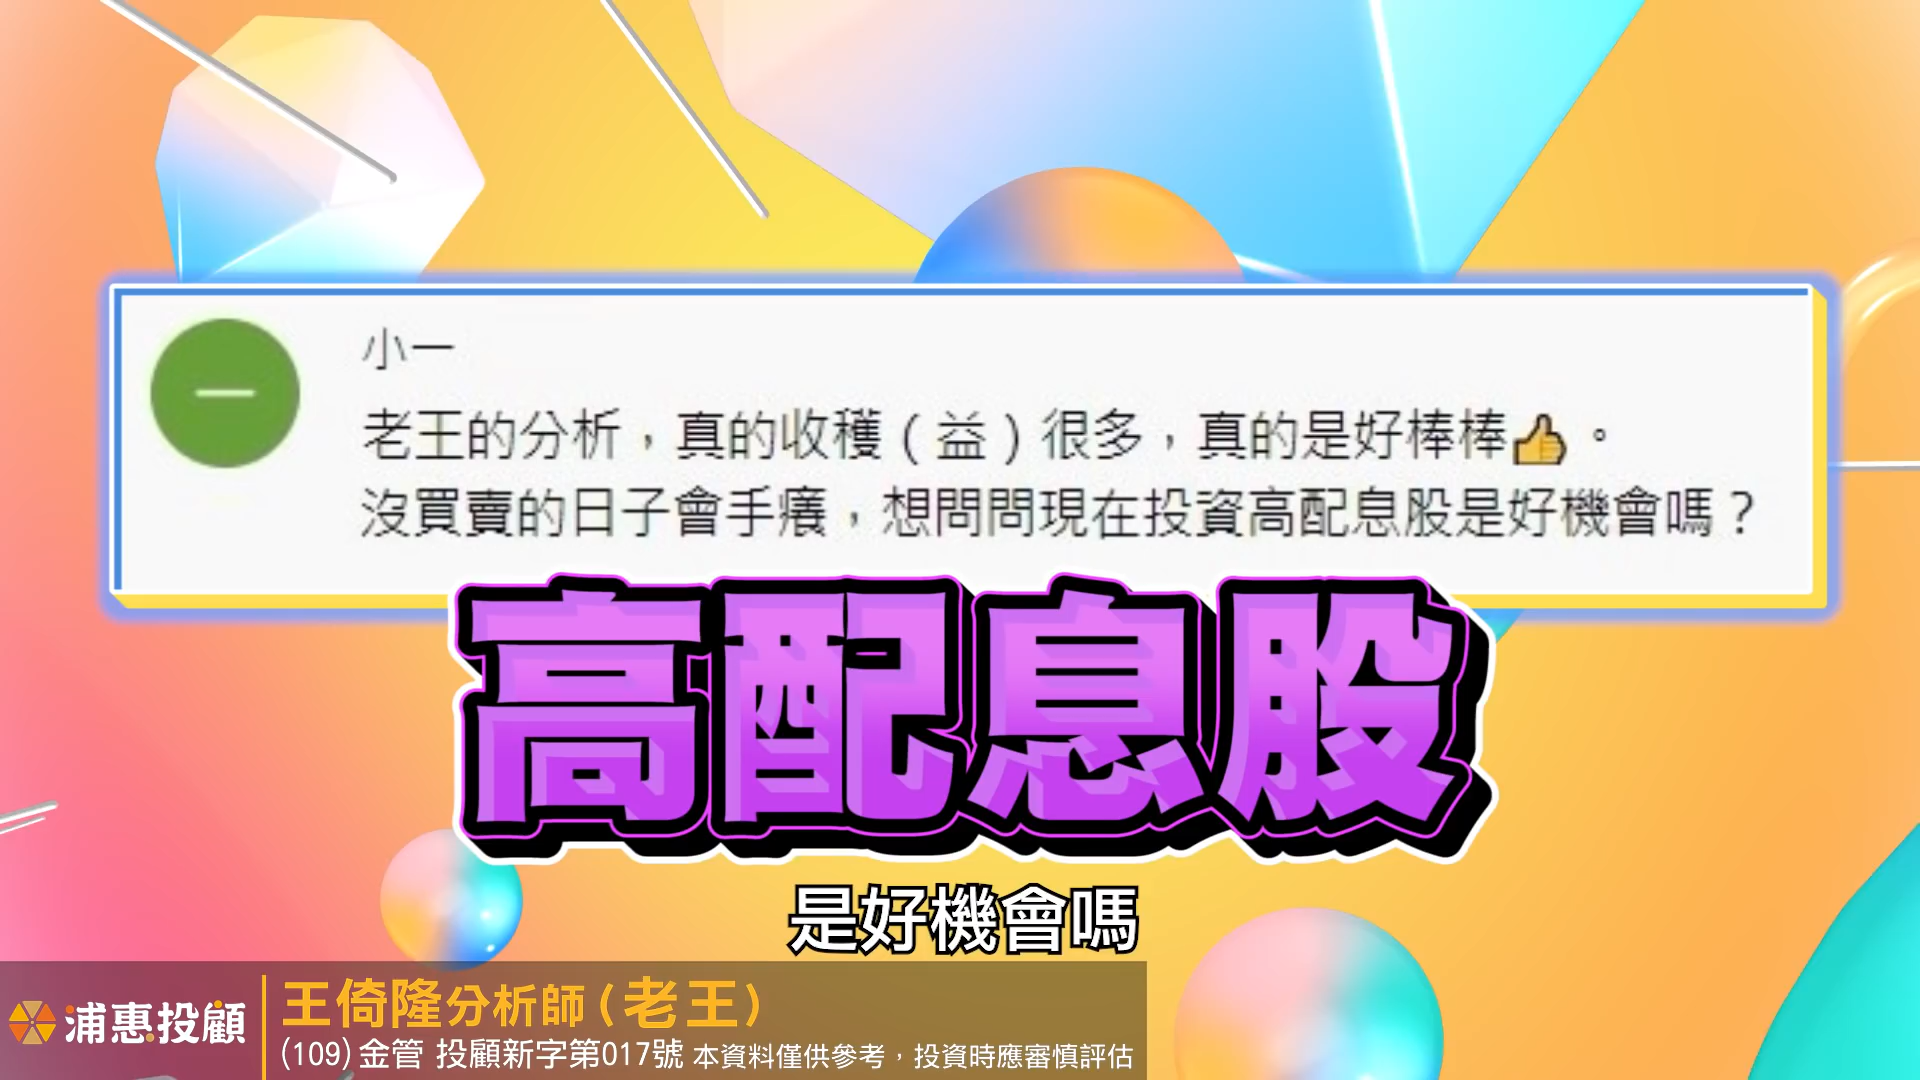 小一
老王的分析，真的收穫（益）很多，真的是好棒棒👍。
沒買賣的日子會手癢，想問問現在投資高配息股是好機會嗎？
高配息股
是好機會嗎
浦惠投顧
王倚隆分析師(老王)
(109)金管 投顧新字第017號 本資料僅供參考，投資時應審慎評估